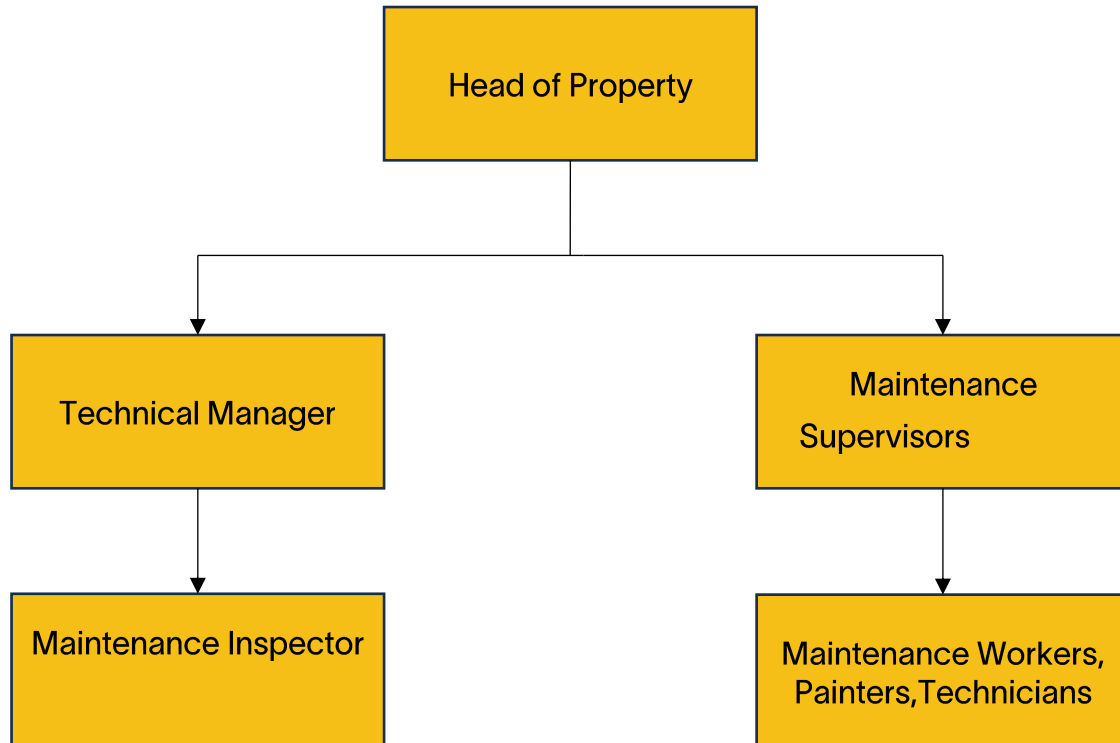 Head of Property
Technical Manager
Maintenance
Supervisors
Maintenance Inspector
Maintenance Workers,
Painters,Technicians